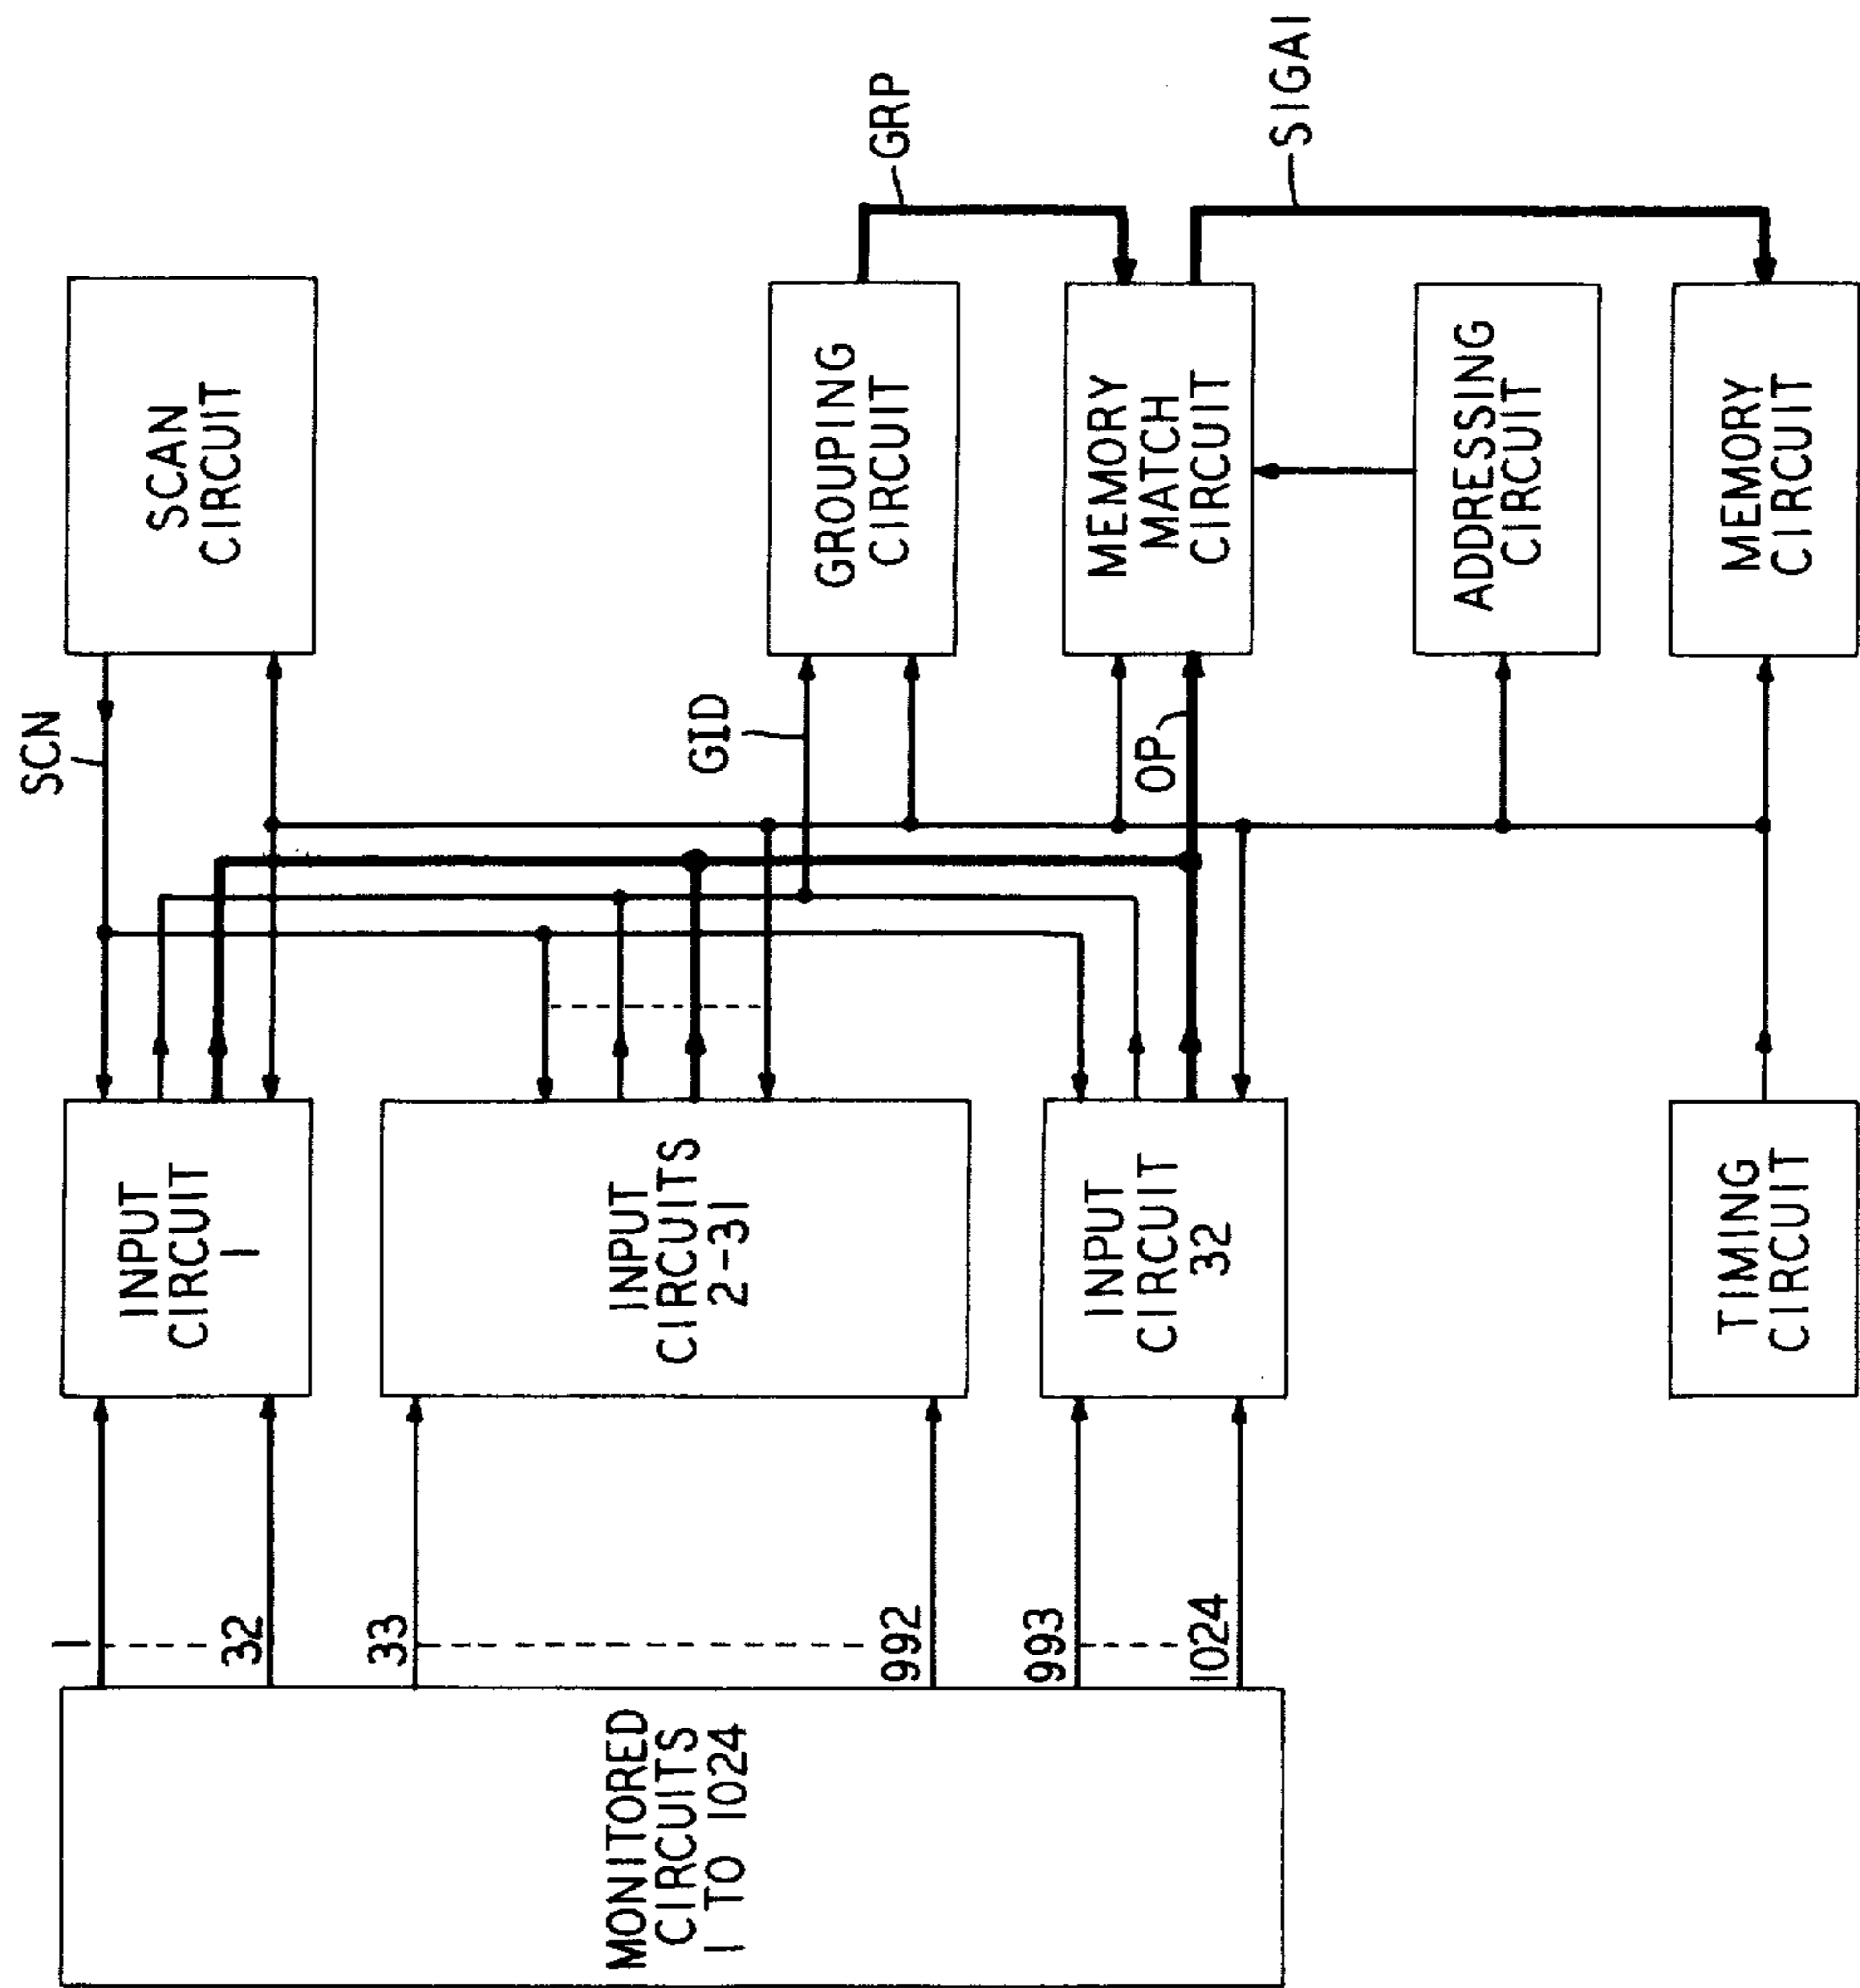 MONITORED
CIRCUITS
1 TO 1024
1
32
33
992
993
1024
INPUT
CIRCUIT
1
INPUT
CIRCUITS
2-31
INPUT
CIRCUIT
32
TIMING
CIRCUIT
SCN
GID
OP
SCAN
CIRCUIT
GROUPING
CIRCUIT
MEMORY
MATCH
CIRCUIT
ADDRESSING
CIRCUIT
MEMORY
CIRCUIT
GRP
SIGAI